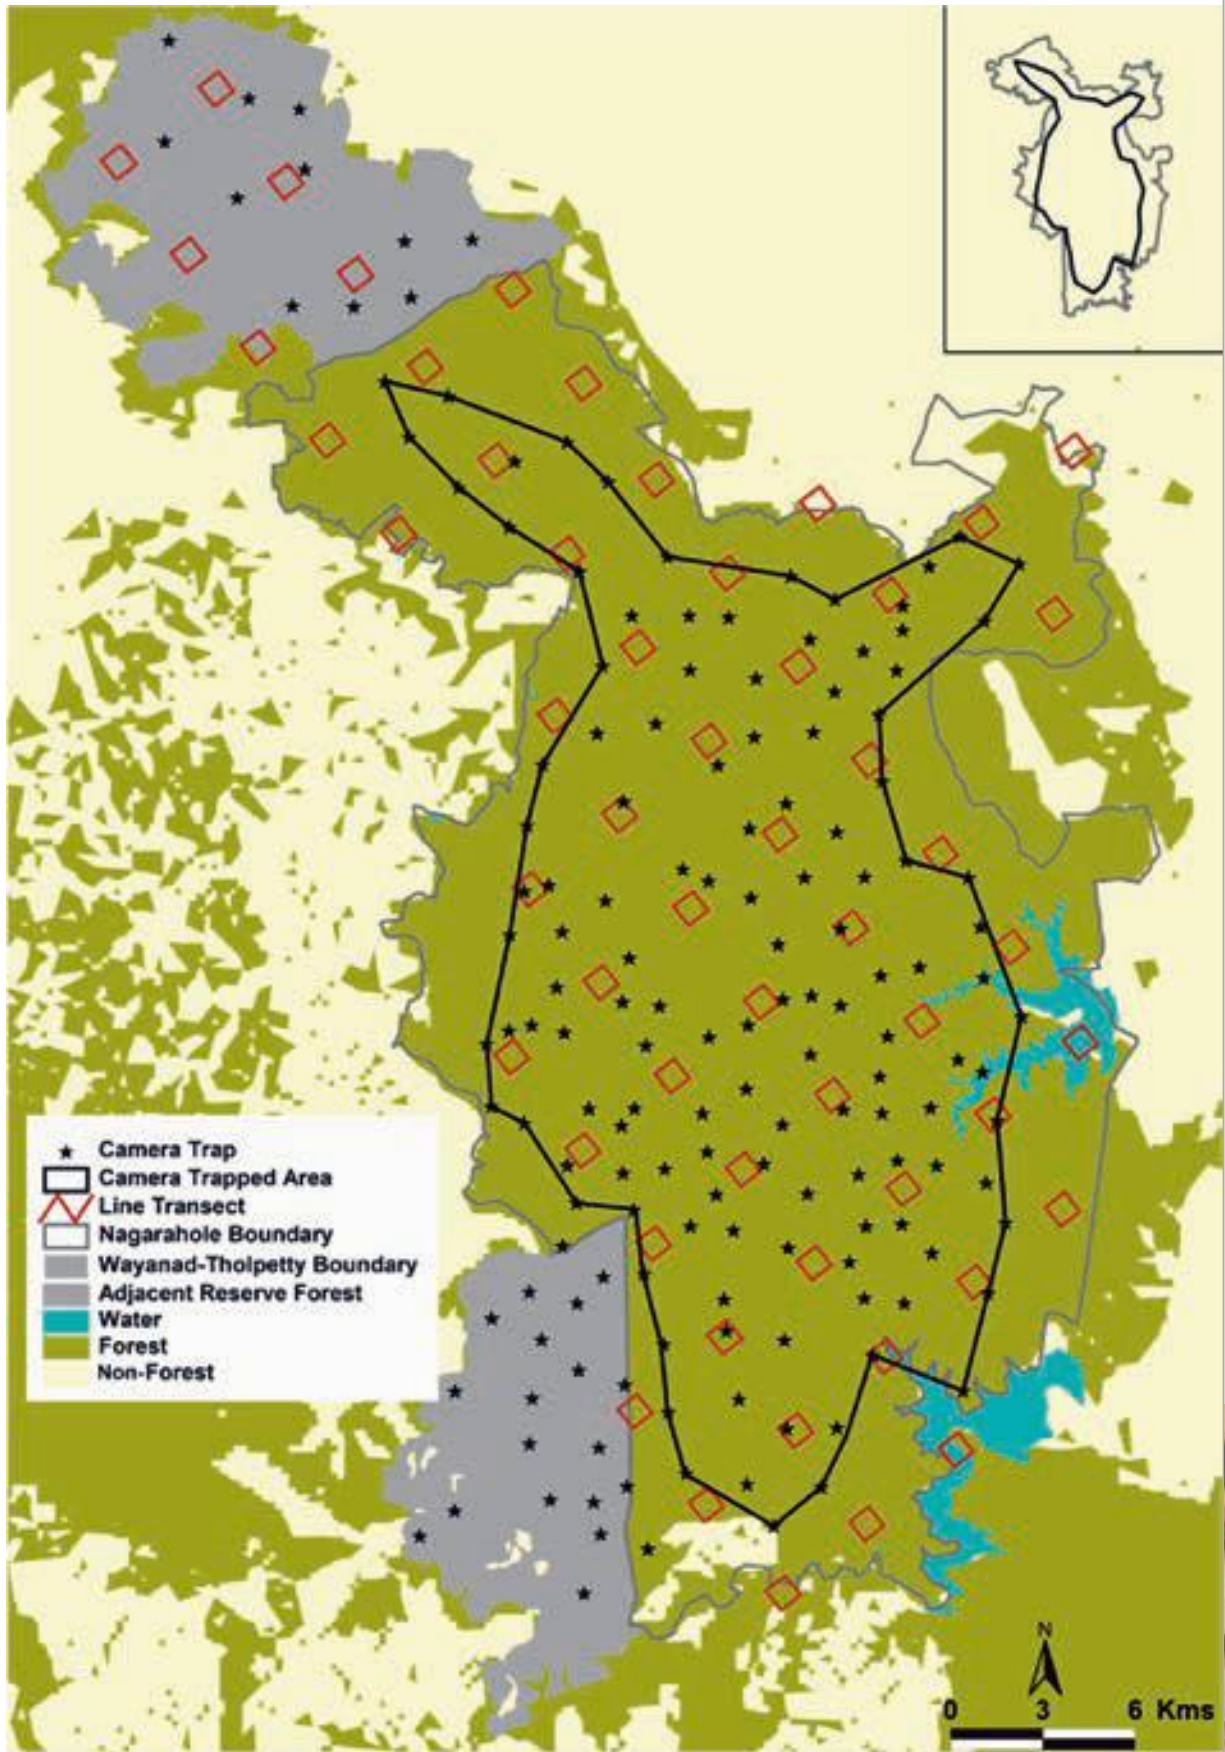 Camera Trap
Camera Trapped Area
Line Transect
Nagarahole Boundary
Wayanad-Tholpetty Boundary
Adjacent Reserve Forest
Water
Forest
Non-Forest
N
0 3 6 Kms